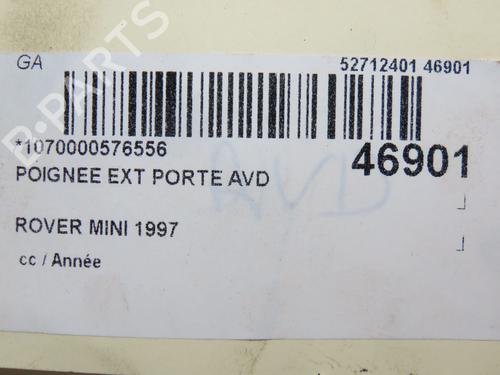 GA
52712401 46901
*1070000576556
46901
POIGNEE EXT PORTE AVD
AVD
ROVER MINI 1997
cc / Année
B-PARTS